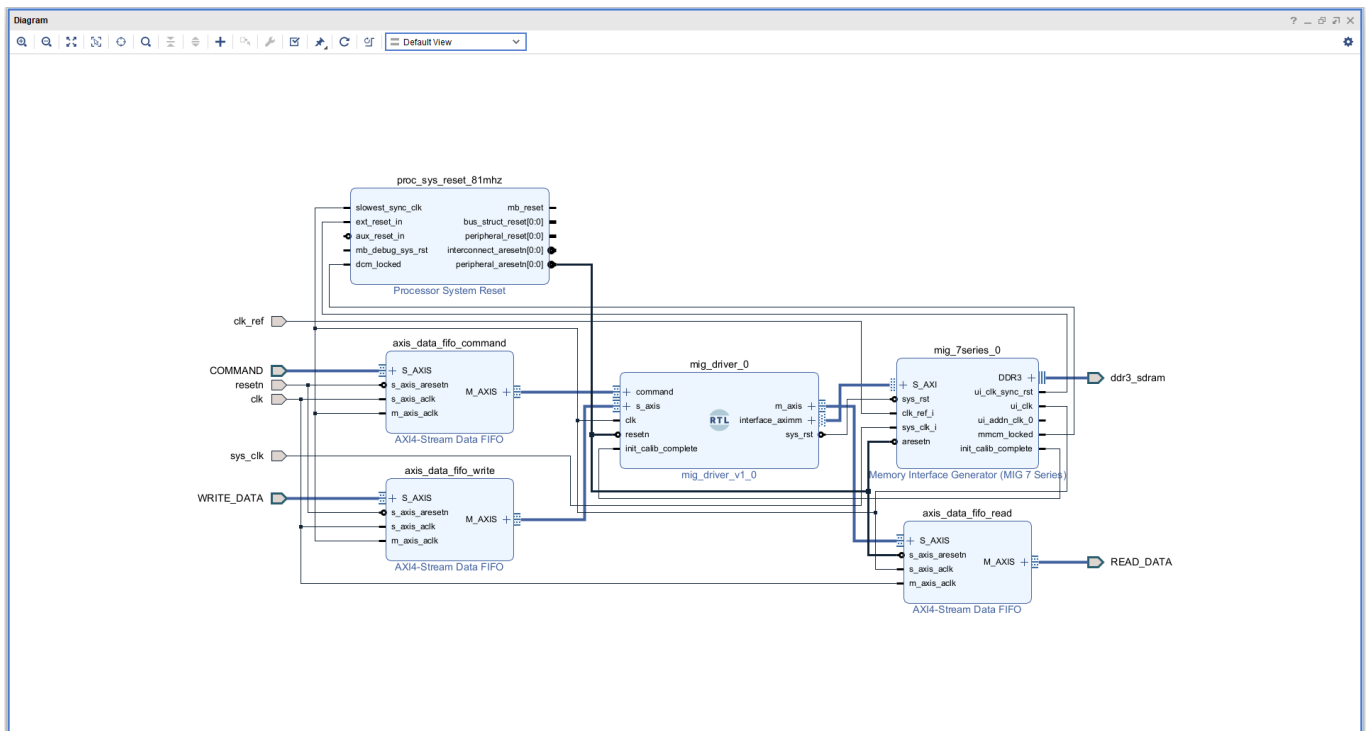 Diagram
Default View
proc_sys_reset_81mhz
slowest_sync_clk
ext_reset_in
aux_reset_in
mb_debug_sys_rst
dcm_locked
mb_reset
bus_struct_reset[0:0]
peripheral_reset[0:0]
interconnect_aresetn[0:0]
peripheral_aresetn[0:0]
Processor System Reset
clk_ref
COMMAND
resetn
clk
sys_clk
WRITE_DATA
axis_data_fifo_command
S_AXIS
s_axis_aresetn
s_axis_aclk
m_axis_aclk
M_AXIS
AXI4-Stream Data FIFO
axis_data_fifo_write
S_AXIS
s_axis_aresetn
s_axis_aclk
m_axis_aclk
M_AXIS
AXI4-Stream Data FIFO
mig_driver_0
command
s_axis
clk
resetn
init_calib_complete
RTL
m_axis
interface_aximm
sys_rst
mig_driver_v1_0
mig_7series_0
S_AXI
sys_rst
clk_ref_i
sys_clk_i
aresetn
DDR3
ui_clk_sync_rst
ui_clk
ui_addn_clk_0
mmcm_locked
init_calib_complete
Memory Interface Generator (MIG 7 Series)
ddr3_sdram
axis_data_fifo_read
S_AXIS
s_axis_aresetn
s_axis_aclk
m_axis_aclk
M_AXIS
AXI4-Stream Data FIFO
READ_DATA